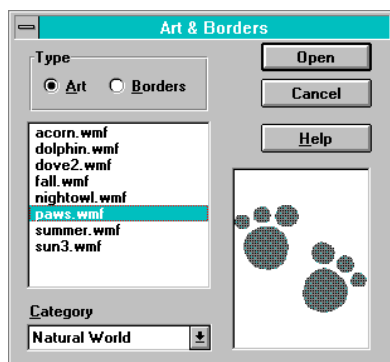 Art & Borders
Type
Art
Borders
Open
Cancel
Help
acorn.wmf
dolphin.wmf
dove2.wmf
fall.wmf
nightowl.wmf
paws.wmf
summer.wmf
sun3.wmf
Category
Natural World